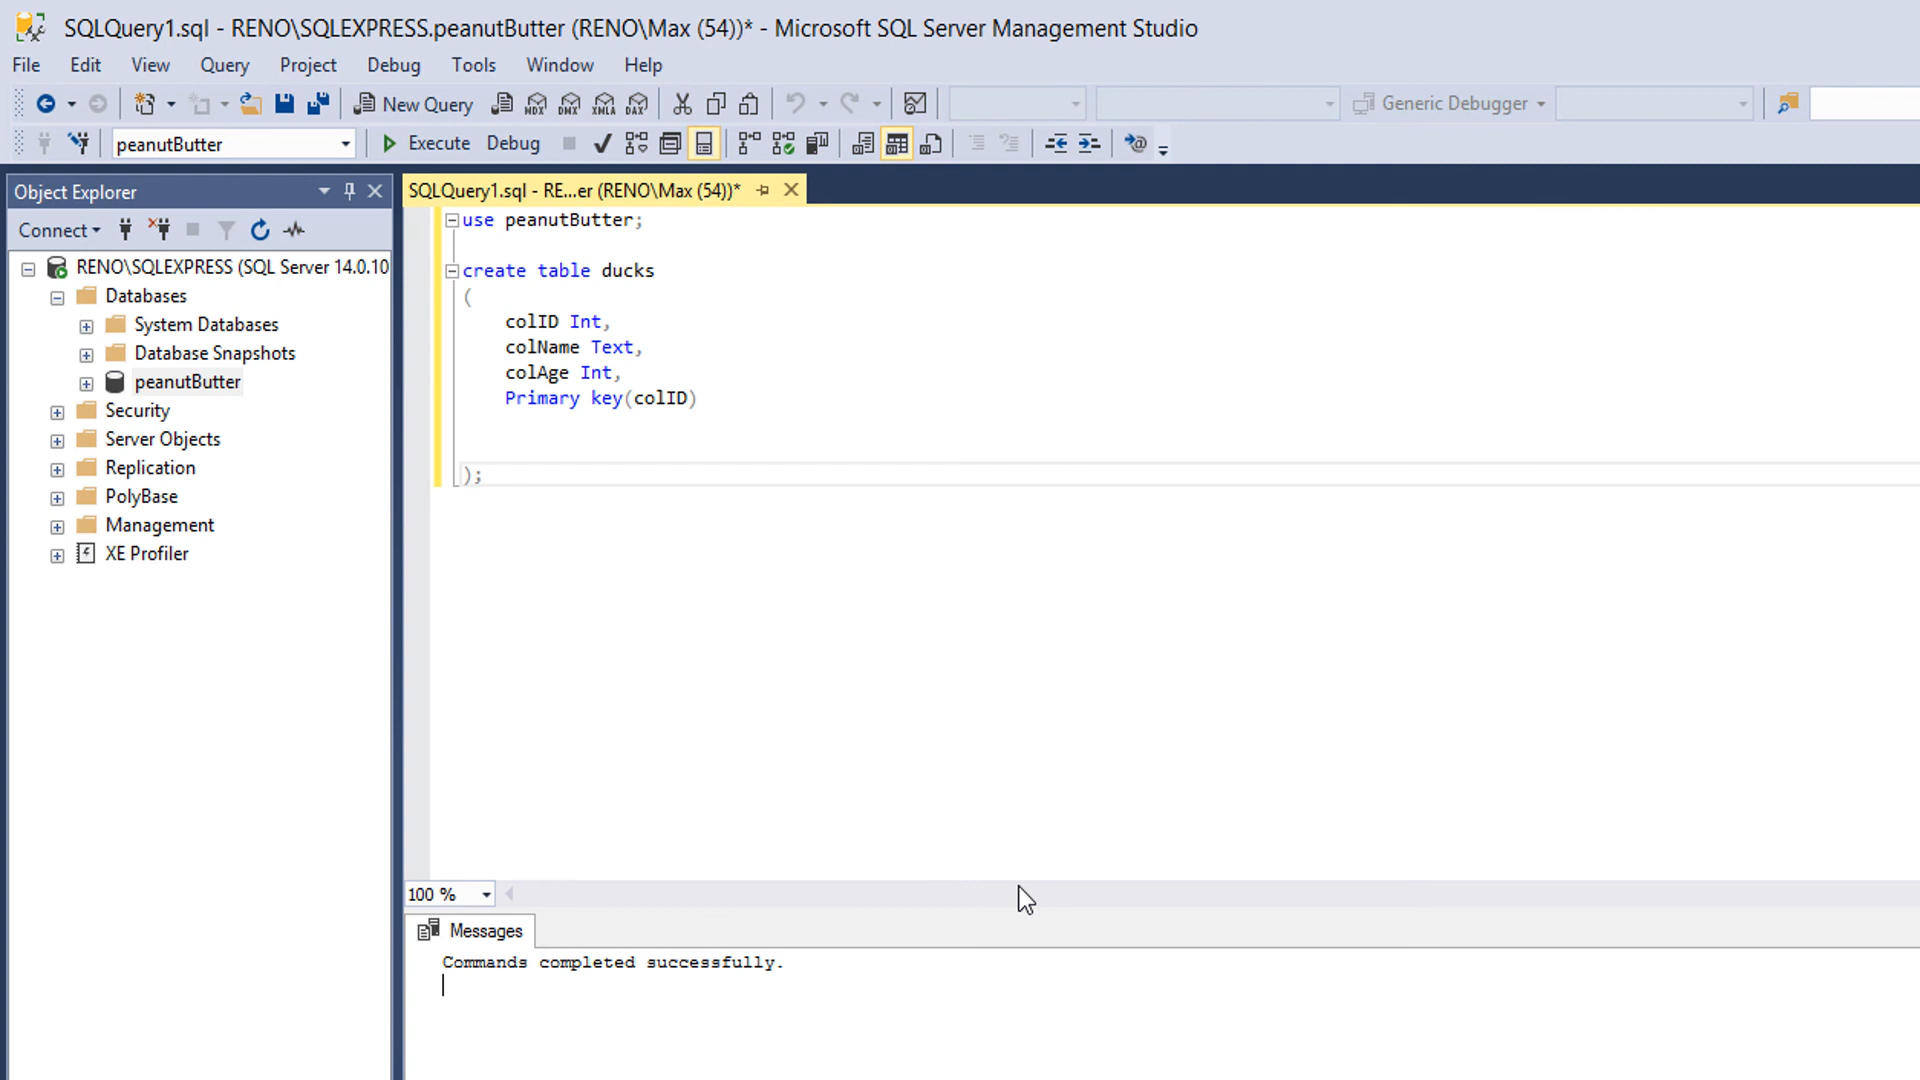 SQLQuery1.sql - RENO\SQLEXPRESS.peanutButter (RENO\Max (54))* - Microsoft SQL Server Management Studio
File Edit View Query Project Debug Tools Window Help
New Query MDX DMX XMLA DAX Generic Debugger
peanutButter Execute Debug
Object Explorer
Connect
RENO\SQLEXPRESS (SQL Server 14.0.10
Databases
System Databases
Database Snapshots
peanutButter
Security
Server Objects
Replication
PolyBase
Management
XE Profiler
SQLQuery1.sql - RE...er (RENO\Max (54))*
use peanutButter;
create table ducks
(
colID Int,
colName Text,
colAge Int,
Primary key(colID)
);
100 %
Messages
Commands completed successfully.